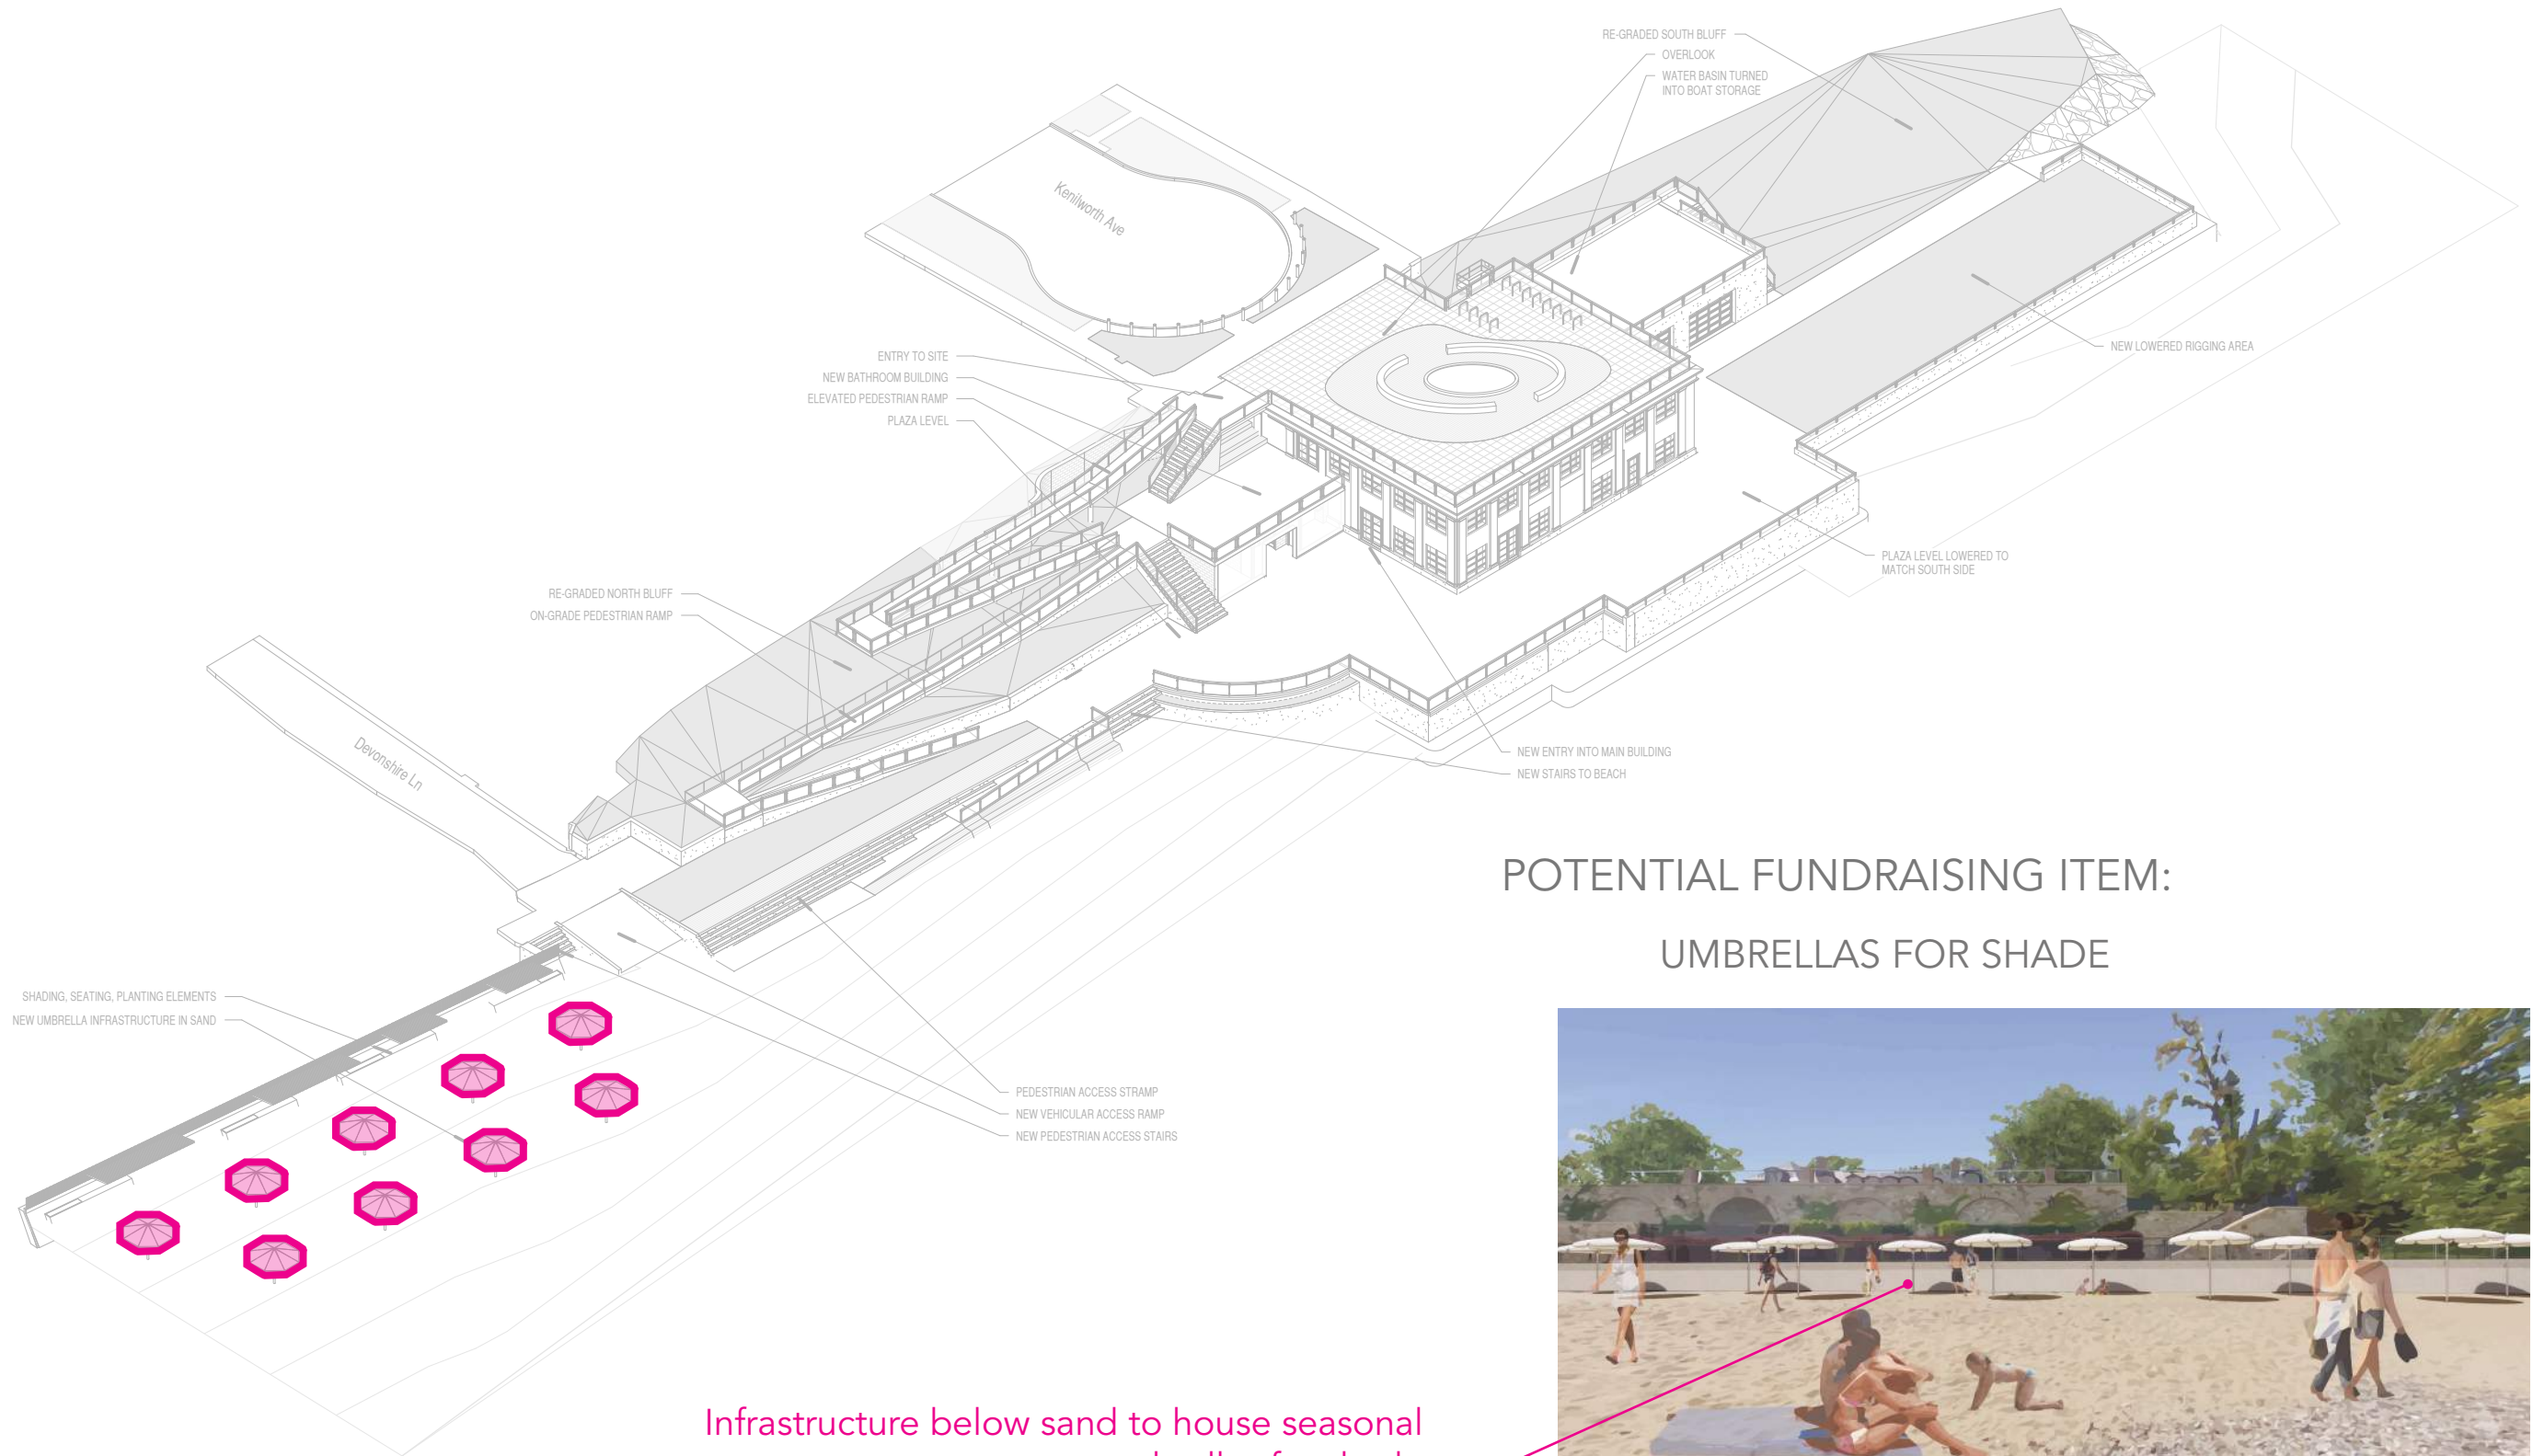 RE-GRADED SOUTH BLUFF
OVERLOOK
WATER BASIN TURNED
INTO BOAT STORAGE
Kenilworth Ave
ENTRY TO SITE
NEW BATHROOM BUILDING
ELEVATED PEDESTRIAN RAMP
PLAZA LEVEL
NEW LOWERED RIGGING AREA
PLAZA LEVEL LOWERED TO
MATCH SOUTH SIDE
RE-GRADED NORTH BLUFF
ON-GRADE PEDESTRIAN RAMP
Devonshire Ln
NEW ENTRY INTO MAIN BUILDING
NEW STAIRS TO BEACH
POTENTIAL FUNDRAISING ITEM:
UMBRELLAS FOR SHADE
SHADING, SEATING, PLANTING ELEMENTS
NEW UMBRELLA INFRASTRUCTURE IN SAND
PEDESTRIAN ACCESS STRAMP
NEW VEHICULAR ACCESS RAMP
NEW PEDESTRIAN ACCESS STAIRS
Infrastructure below sand to house seasonal